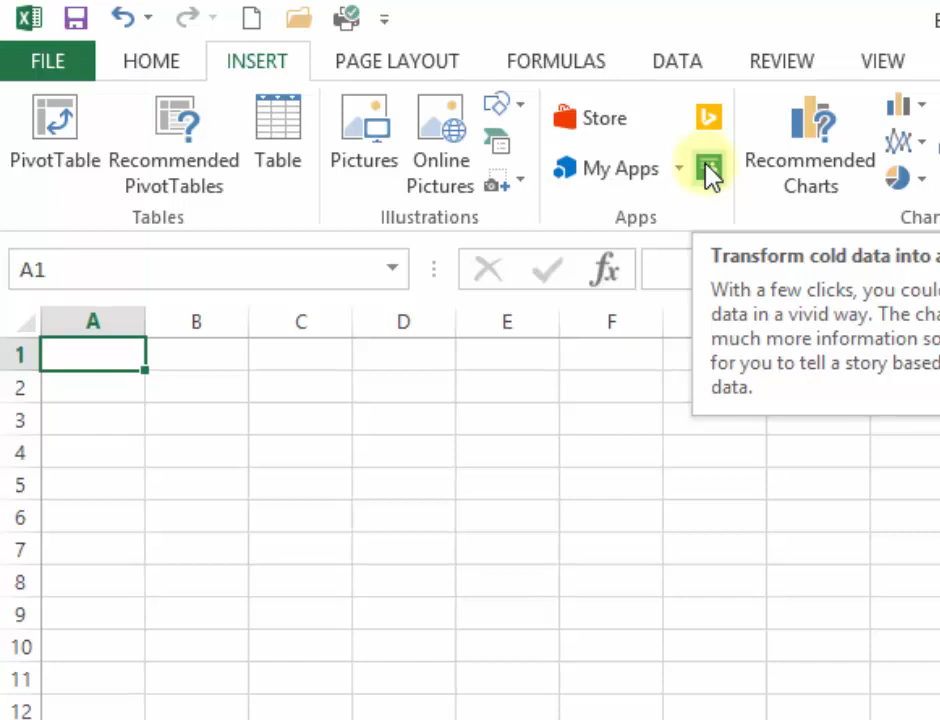 FILE HOME INSERT PAGE LAYOUT FORMULAS DATA REVIEW VIEW
PivotTable Recommended PivotTables Table
Pictures Online Pictures
Store
My Apps
Recommended Charts
Tables Illustrations Apps
A1 fx
Transform cold data into
With a few clicks, you
data in a vivid way. The
much more information
for you to tell a story based
data.
A B C D E F
1
2
3
4
5
6
7
8
9
10
11
12